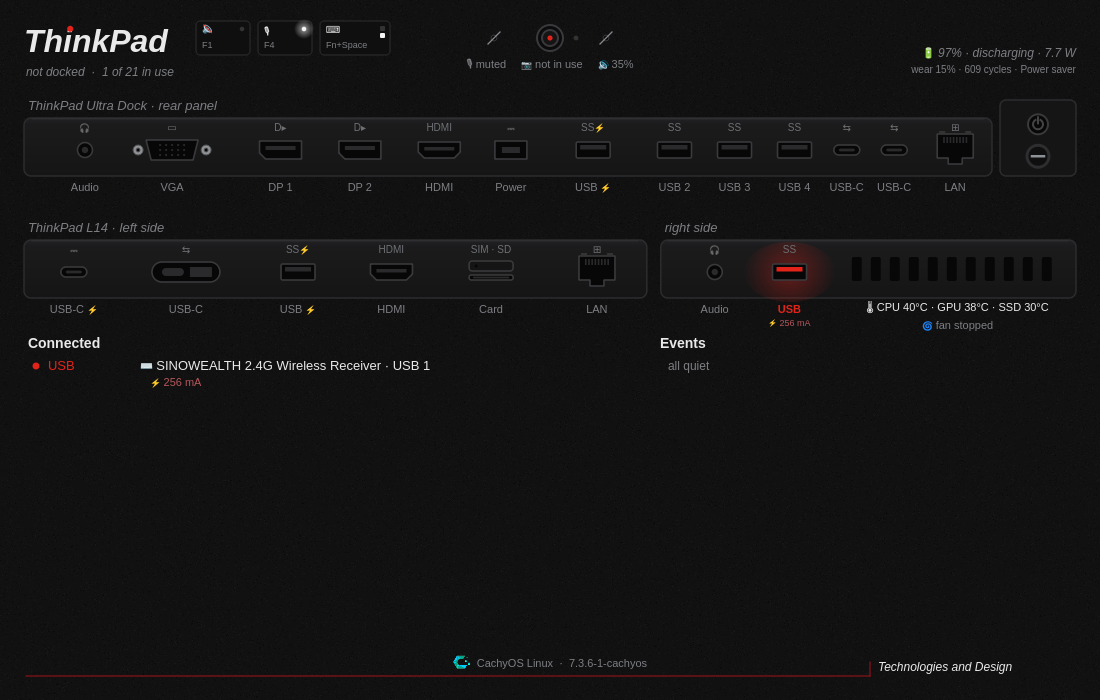 ThinkPad
F1
F4
Fn+Space
muted
not in use
35%
97% · discharging · 7.7 W
wear 15% · 609 cycles · Power saver
not docked · 1 of 21 in use
ThinkPad Ultra Dock · rear panel
D▸ D▸ HDMI SS⚡ SS SS SS
Audio VGA DP 1 DP 2 HDMI Power USB ⚡ USB 2 USB 3 USB 4 USB-C USB-C LAN
ThinkPad L14 · left side
SS⚡ HDMI SIM · SD
USB-C ⚡ USB-C USB ⚡ HDMI Card LAN
right side
SS
Audio USB
⚡ 256 mA
CPU 40°C · GPU 38°C · SSD 30°C
fan stopped
Connected
USB SINOWEALTH 2.4G Wireless Receiver · USB 1
⚡ 256 mA
Events
all quiet
CachyOS Linux · 7.3.6-1-cachyos
Technologies and Design